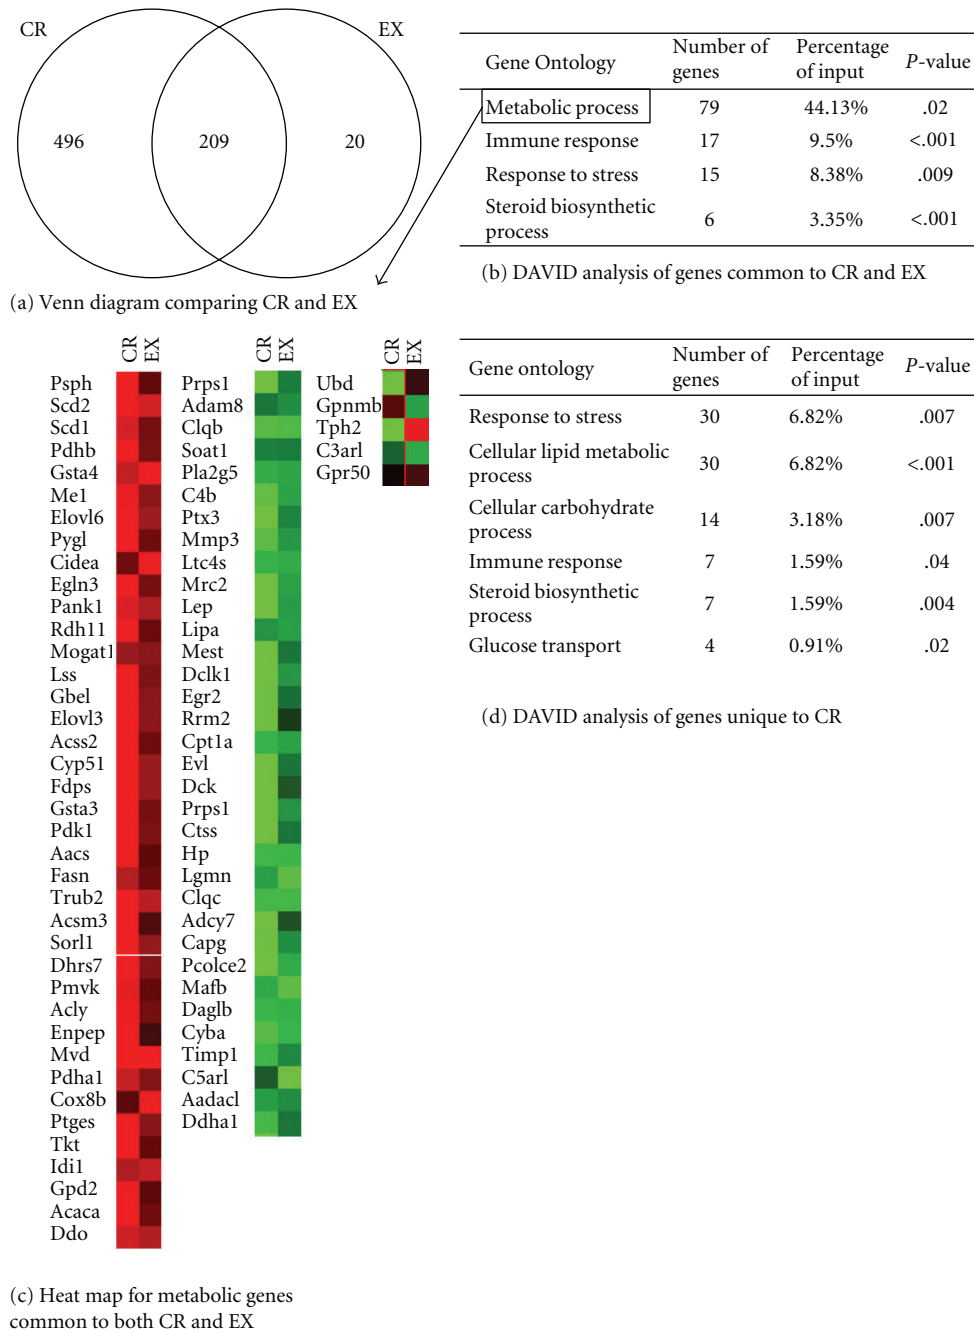 CR
EX
496
209
20
(a) Venn diagram comparing CR and EX
Gene Ontology
Number of genes
Percentage of input
P-value
Metabolic process 79 44.13% .02
Immune response 17 9.5% <.001
Response to stress 15 8.38% .009
Steroid biosynthetic process 6 3.35% <.001
(b) DAVID analysis of genes common to CR and EX
CR EX
Psph
Scd2
Scd1
Pdhb
Gsta4
Me1
Elovl6
Pygl
Cidea
Egln3
Pank1
Rdh11
Mogat1
Lss
Gbel
Elovl3
Acss2
Cyp51
Fdps
Gsta3
Pdk1
Aacs
Fasn
Trub2
Acsm3
Sorl1
Dhrs7
Pmvk
Acly
Enpep
Mvd
Pdha1
Cox8b
Ptges
Tkt
Idi1
Gpd2
Acaca
Ddo
CR EX
Prps1
Adam8
Clqb
Soat1
Pla2g5
C4b
Ptx3
Mmp3
Ltc4s
Mrc2
Lep
Lipa
Mest
Dclk1
Egr2
Rrm2
Cpt1a
Evl
Dck
Prps1
Ctss
Hp
Lgmn
Clqc
Adcy7
Capg
Pcolce2
Mafb
Daglb
Cyba
Timp1
C5arl
Aadacl
Ddha1
CR EX
Ubd
Gpnmb
Tph2
C3arl
Gpr50
(c) Heat map for metabolic genes
common to both CR and EX
Gene ontology
Number of genes
Percentage of input
P-value
Response to stress 30 6.82% .007
Cellular lipid metabolic process 30 6.82% <.001
Cellular carbohydrate process 14 3.18% .007
Immune response 7 1.59% .04
Steroid biosynthetic process 7 1.59% .004
Glucose transport 4 0.91% .02
(d) DAVID analysis of genes unique to CR